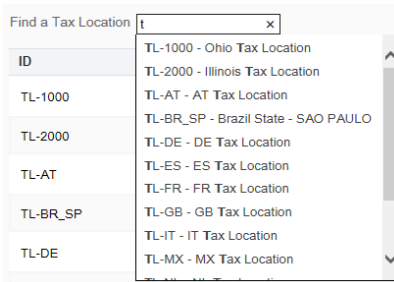 Find a Tax Location t x
ID
TL-1000
TL-2000
TL-AT
TL-BR_SP
TL-DE
TL-1000 - Ohio Tax Location
TL-2000 - Illinois Tax Location
TL-AT - AT Tax Location
TL-BR_SP - Brazil State - SAO PAULO
TL-DE - DE Tax Location
TL-ES - ES Tax Location
TL-FR - FR Tax Location
TL-GB - GB Tax Location
TL-IT - IT Tax Location
TL-MX - MX Tax Location